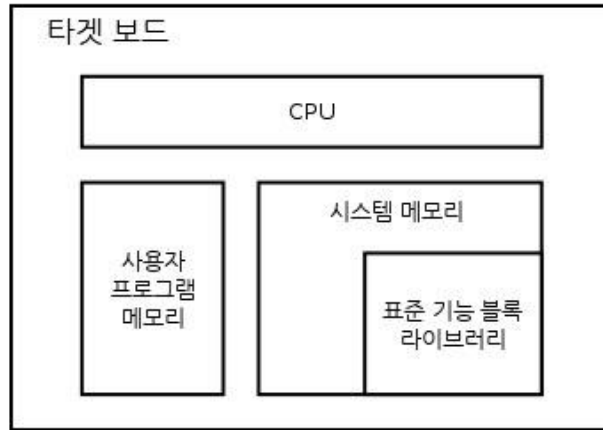 타겟 보드
CPU
사용자
프로그램
메모리
시스템 메모리
표준 기능 블록
라이브러리